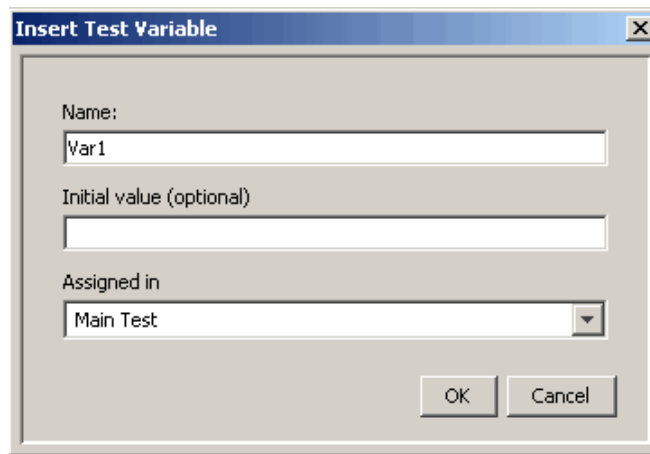 Insert Test Variable
Name:
Var1
Initial value (optional)
Assigned in
Main Test
OK Cancel